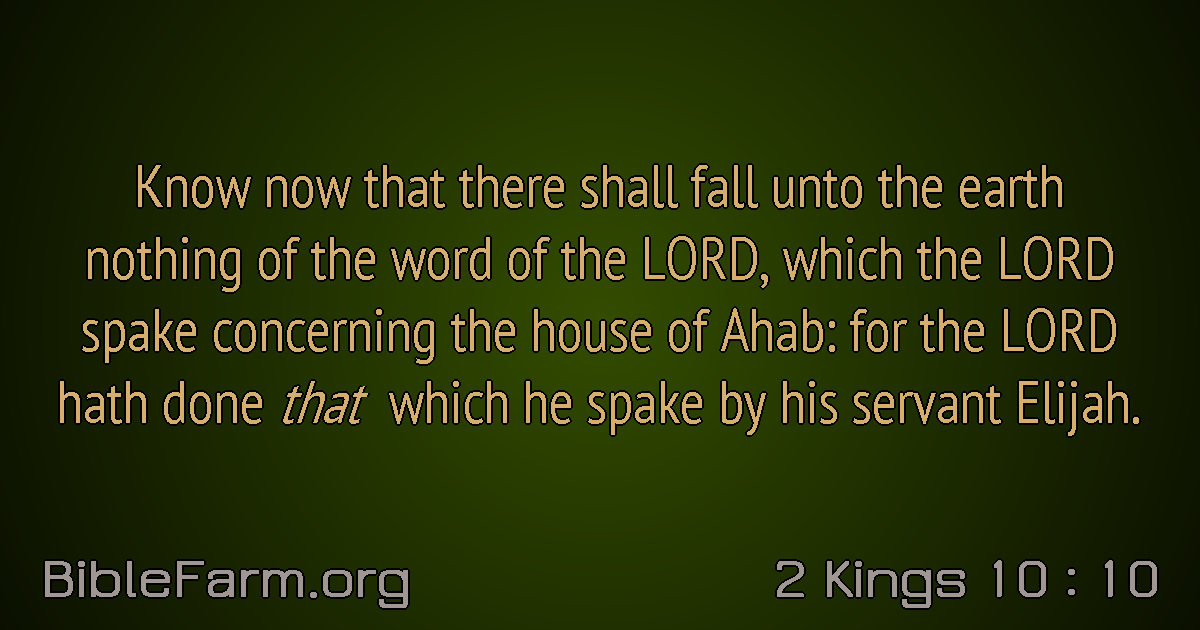 Know now that there shall fall unto the earth
nothing of the word of the LORD, which the LORD
spake concerning the house of Ahab: for the LORD
hath done that which he spake by his servant Elijah.
BibleFarm.org
2 Kings 10 : 10